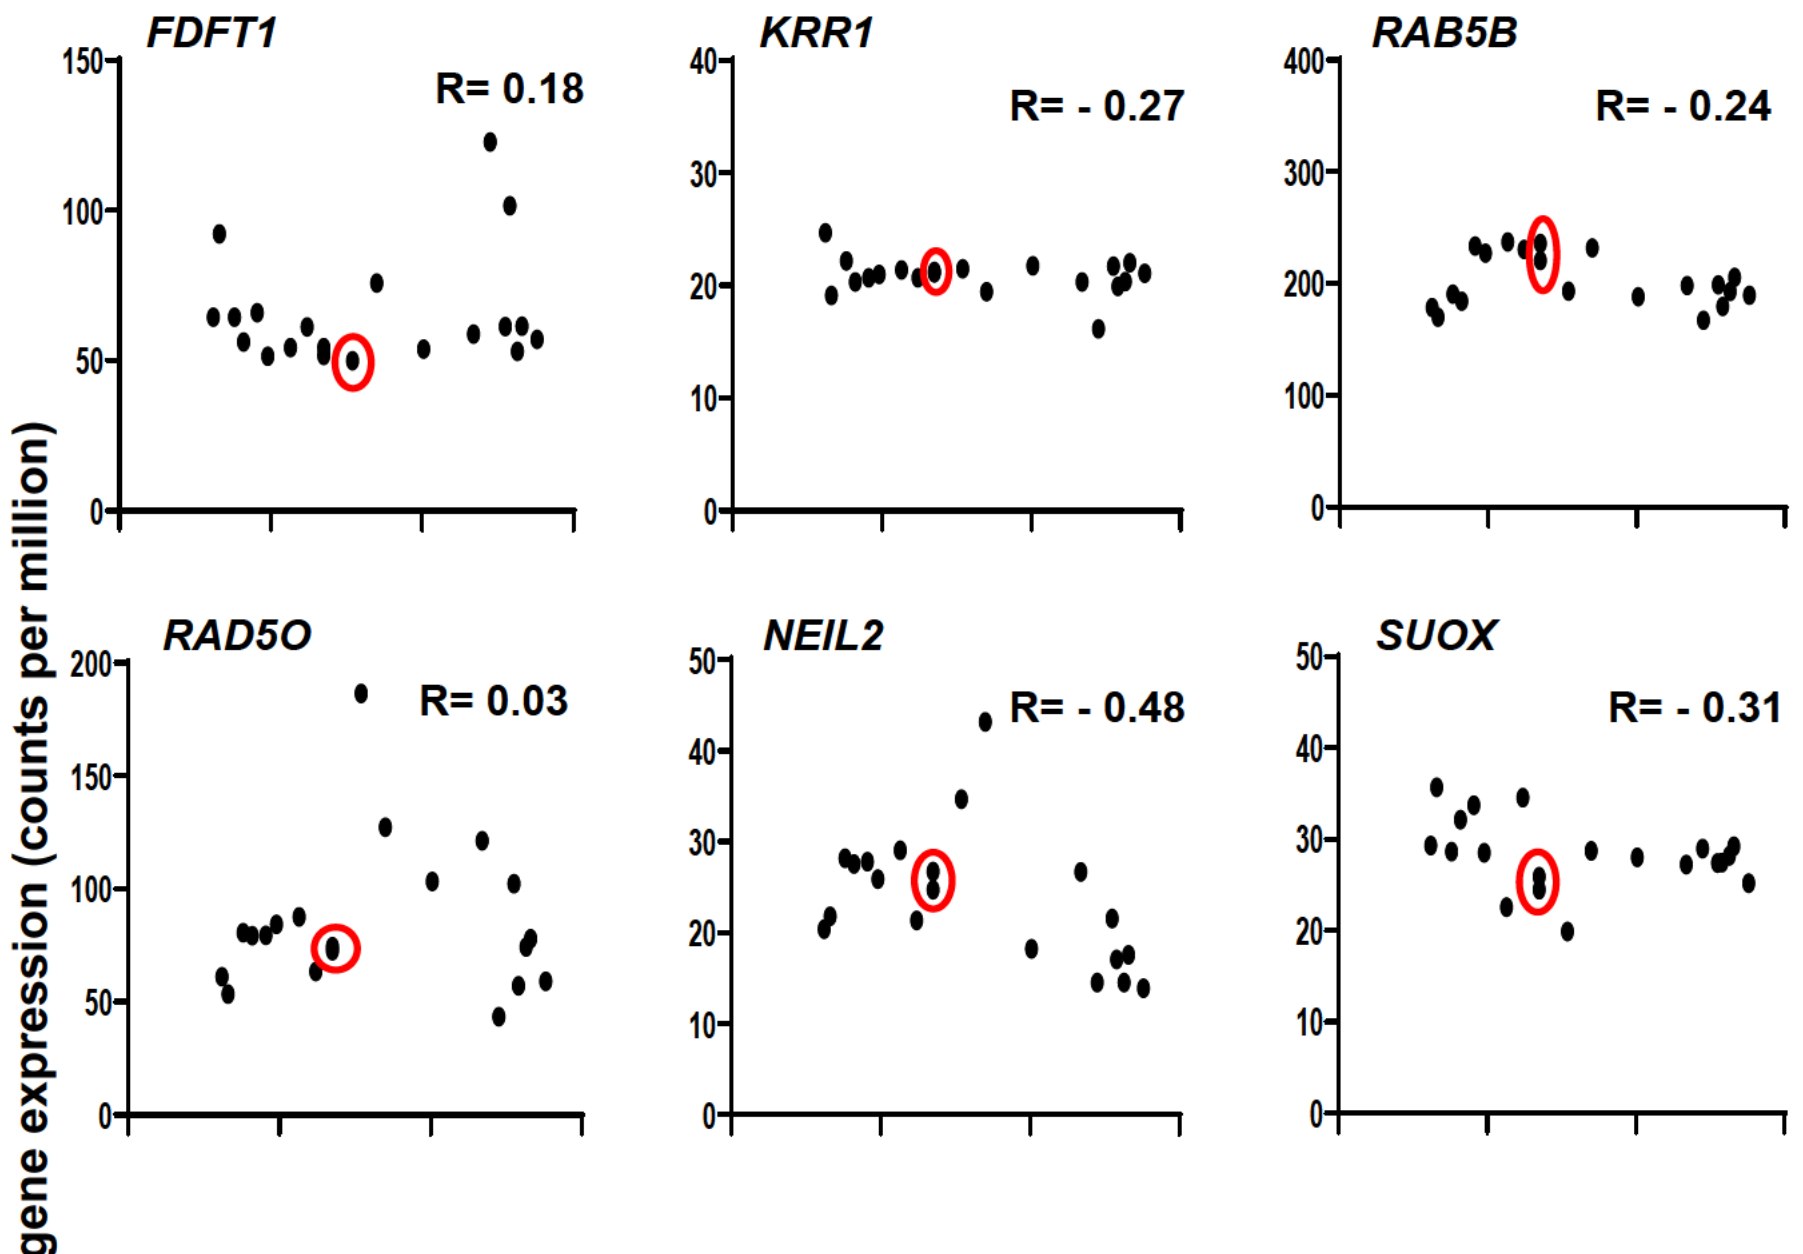 FDFT1
R= 0.18
150
100
50
0
KRR1
R= - 0.27
40
30
20
10
0
RAB5B
R= - 0.24
400
300
200
100
0
gene expression (counts per million)
RAD5O
R= 0.03
200
150
100
50
0
NEIL2
R= - 0.48
50
40
30
20
10
0
SUOX
R= - 0.31
50
40
30
20
10
0